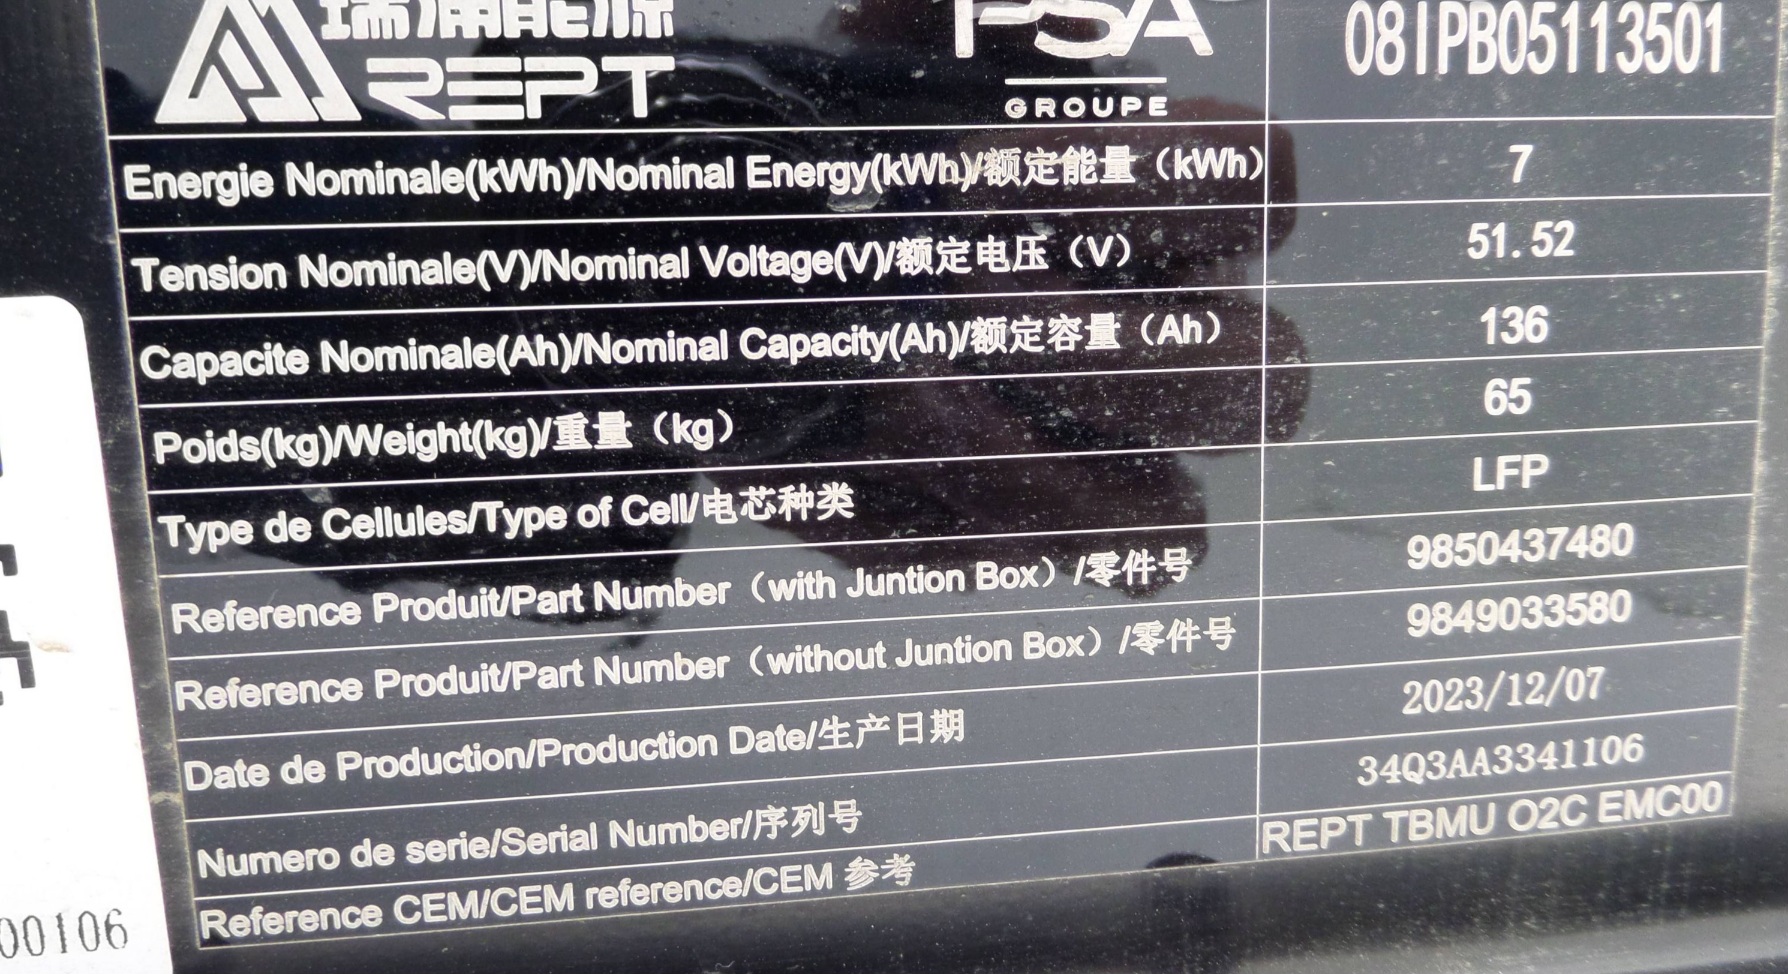 瑞浦能源
REPT
PSA
GROUPE
08IPB05113501
Energie Nominale(kWh)/Nominal Energy(kWh)/额定能量（kWh） 7
Tension Nominale(V)/Nominal Voltage(V)/额定电压（V） 51.52
Capacite Nominale(Ah)/Nominal Capacity(Ah)/额定容量（Ah） 136
Poids(kg)/Weight(kg)/重量（kg） 65
Type de Cellules/Type of Cell/电芯种类 LFP
Reference Produit/Part Number（with Juntion Box）/零件号 9850437480
Reference Produit/Part Number（without Juntion Box）/零件号 9849033580
Date de Production/Production Date/生产日期 2023/12/07
Numero de serie/Serial Number/序列号 34Q3AA3341106
Reference CEM/CEM reference/CEM 参考 REPT TBMU O2C EMC00
00106